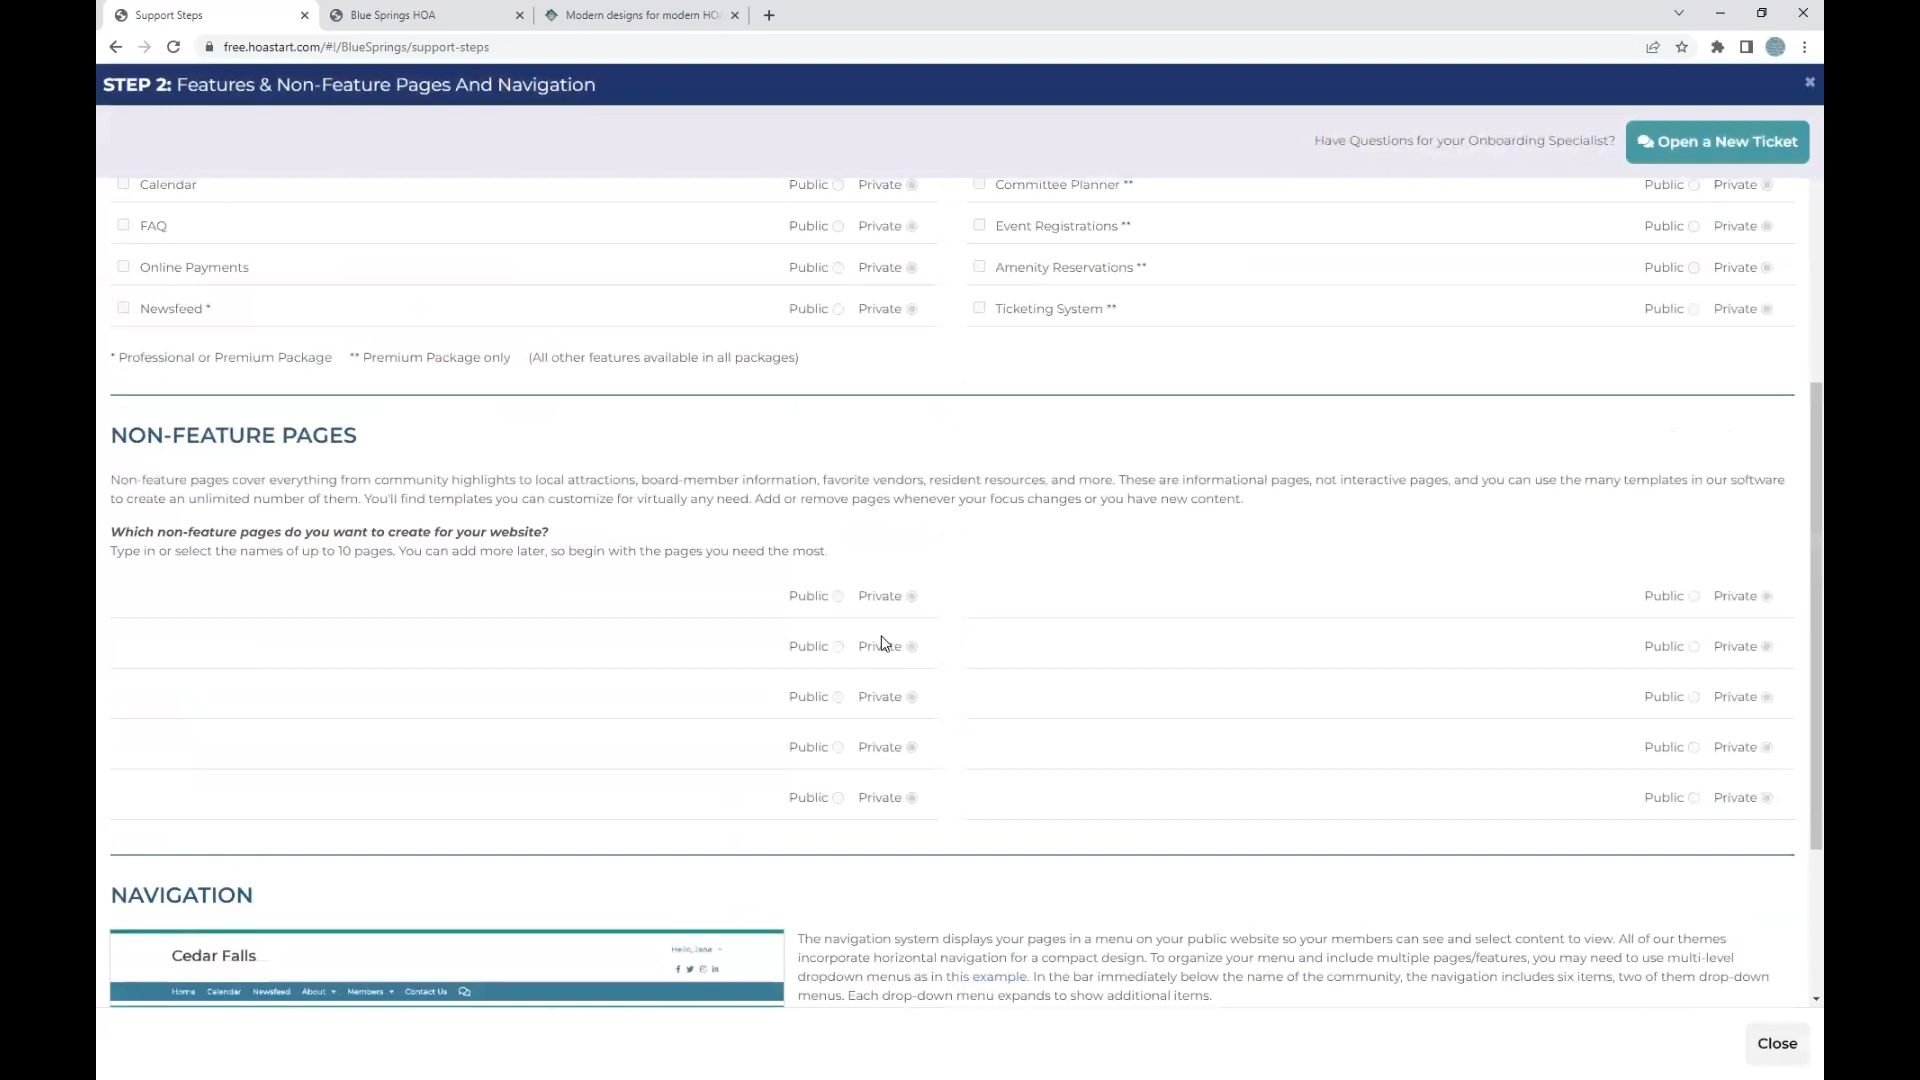 Support Steps
Blue Springs HOA
Modern designs for modern HO
free.hoastart.com/#!/BlueSprings/support-steps
STEP 2: Features & Non-Feature Pages And Navigation
Have Questions for your Onboarding Specialist?
Open a New Ticket
Calendar Public Private Committee Planner ** Public Private
FAQ Public Private Event Registrations ** Public Private
Online Payments Public Private Amenity Reservations ** Public Private
Newsfeed * Public Private Ticketing System ** Public Private
* Professional or Premium Package ** Premium Package only (All other features available in all packages)
NON-FEATURE PAGES
Non-feature pages cover everything from community highlights to local attractions, board-member information, favorite vendors, resident resources, and more. These are informational pages, not interactive pages, and you can use the many templates in our software
to create an unlimited number of them. You'll find templates you can customize for virtually any need. Add or remove pages whenever your focus changes or you have new content.
Which non-feature pages do you want to create for your website?
Type in or select the names of up to 10 pages. You can add more later, so begin with the pages you need the most.
Public Private Public Private
Public Private Public Private
Public Private Public Private
Public Private Public Private
Public Private Public Private
NAVIGATION
Cedar Falls
Hello, Jane
Home Calendar Newsfeed About Members Contact Us
The navigation system displays your pages in a menu on your public website so your members can see and select content to view. All of our themes
incorporate horizontal navigation for a compact design. To organize your menu and include multiple pages/features, you may need to use multi-level
dropdown menus as in this example. In the bar immediately below the name of the community, the navigation includes six items, two of them drop-down
menus. Each drop-down menu expands to show additional items.
Close